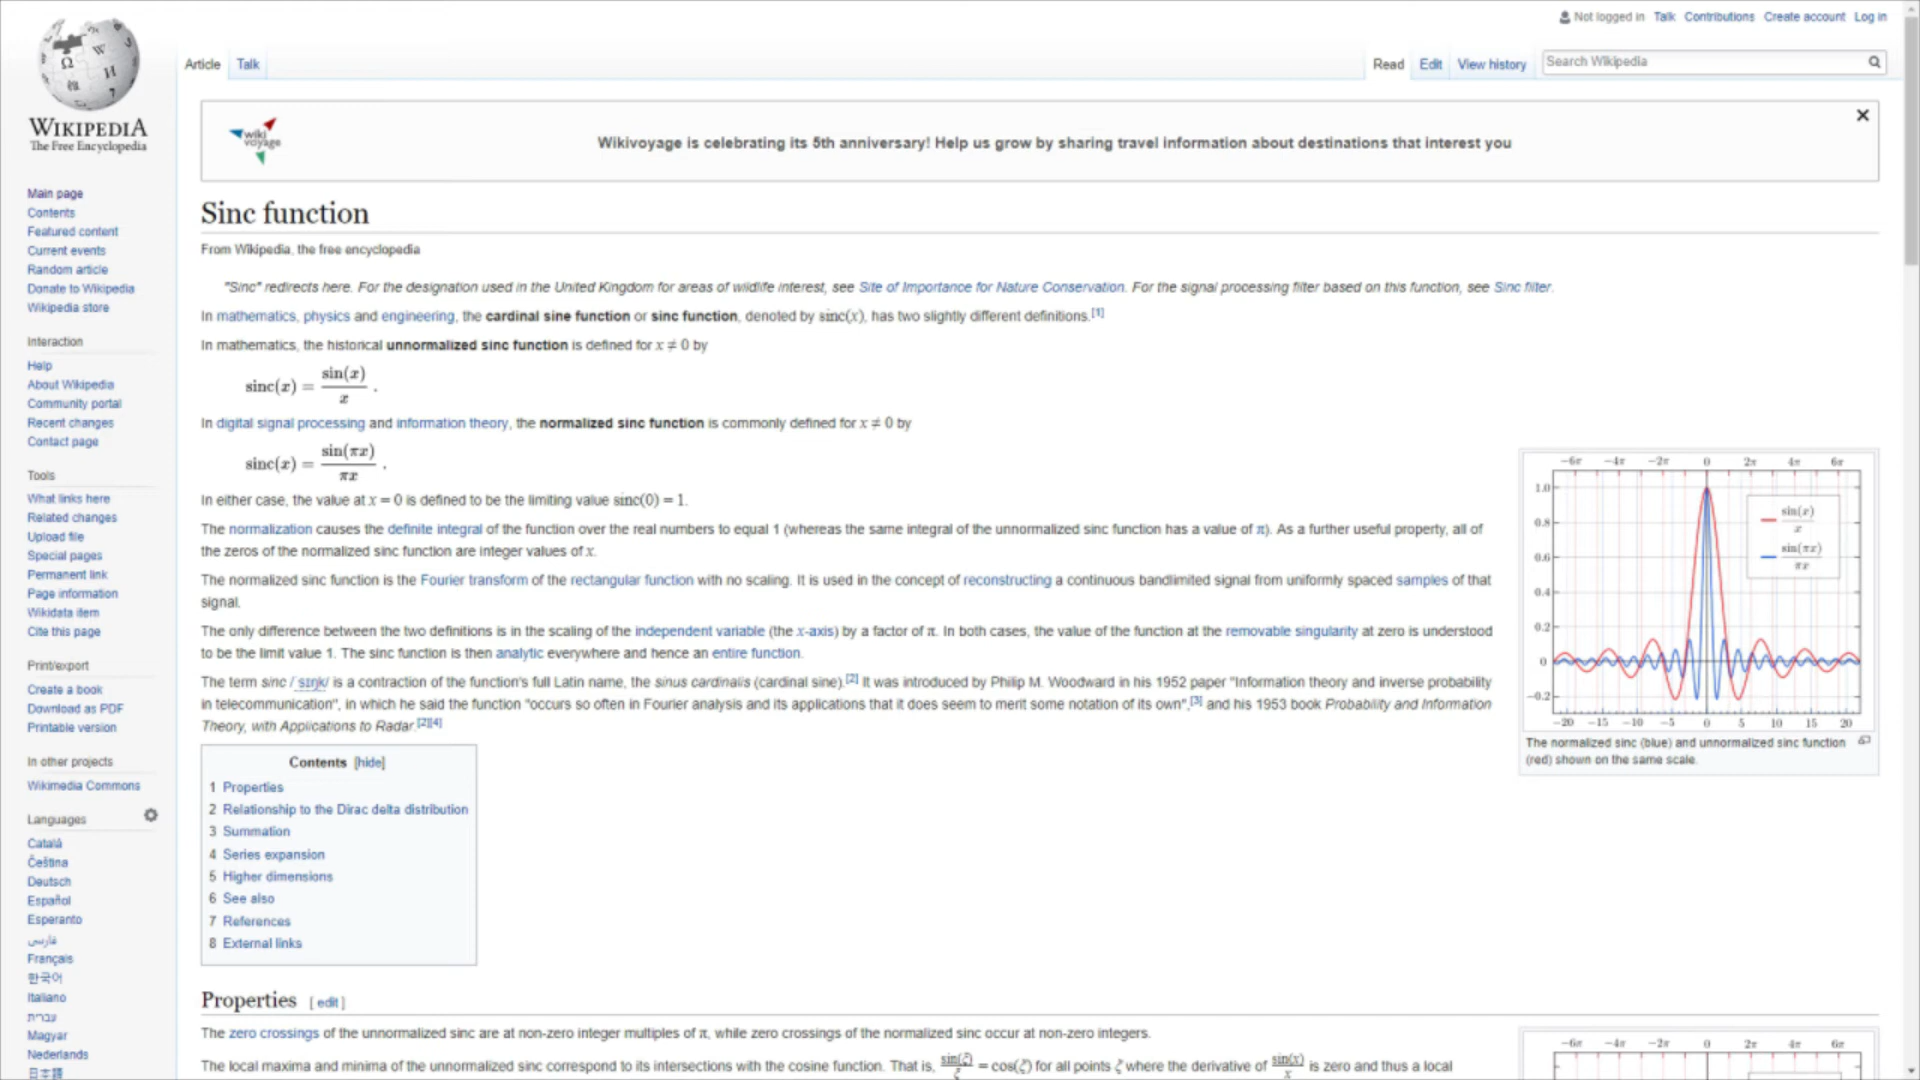 Not logged in Talk Contributions Create account Log in
Article Talk Read Edit View history Search Wikipedia
WIKIPEDIA
The Free Encyclopedia
wiki
voyage
Wikivoyage is celebrating its 5th anniversary! Help us grow by sharing travel information about destinations that interest you
Main page
Contents
Featured content
Current events
Random article
Donate to Wikipedia
Wikipedia store
Interaction
Help
About Wikipedia
Community portal
Recent changes
Contact page
Tools
What links here
Related changes
Upload file
Special pages
Permanent link
Page information
Wikidata item
Cite this page
Print/export
Create a book
Download as PDF
Printable version
In other projects
Wikimedia Commons
Languages
Català
Čeština
Deutsch
Español
Esperanto
فارسی
Français
한국어
Italiano
עברית
Magyar
Nederlands
日本語
Sinc function
From Wikipedia, the free encyclopedia
"Sinc" redirects here. For the designation used in the United Kingdom for areas of wildlife interest, see Site of Importance for Nature Conservation. For the signal processing filter based on this function, see Sinc filter.
In mathematics, physics and engineering, the cardinal sine function or sinc function, denoted by sinc(x), has two slightly different definitions.[1]
In mathematics, the historical unnormalized sinc function is defined for x ≠ 0 by
sinc(x) = sin(x) / x .
In digital signal processing and information theory, the normalized sinc function is commonly defined for x ≠ 0 by
sinc(x) = sin(πx) / πx .
In either case, the value at x = 0 is defined to be the limiting value sinc(0) = 1.
The normalization causes the definite integral of the function over the real numbers to equal 1 (whereas the same integral of the unnormalized sinc function has a value of π). As a further useful property, all of
the zeros of the normalized sinc function are integer values of x.
The normalized sinc function is the Fourier transform of the rectangular function with no scaling. It is used in the concept of reconstructing a continuous bandlimited signal from uniformly spaced samples of that
signal.
The only difference between the two definitions is in the scaling of the independent variable (the x-axis) by a factor of π. In both cases, the value of the function at the removable singularity at zero is understood
to be the limit value 1. The sinc function is then analytic everywhere and hence an entire function.
The term sinc /ˈsɪŋk/ is a contraction of the function's full Latin name, the sinus cardinalis (cardinal sine).[2] It was introduced by Philip M. Woodward in his 1952 paper "Information theory and inverse probability
in telecommunication", in which he said the function "occurs so often in Fourier analysis and its applications that it does seem to merit some notation of its own",[3] and his 1953 book Probability and Information
Theory, with Applications to Radar.[2][4]
−6π −4π −2π 0 2π 4π 6π
1.0
0.8
0.6
0.4
0.2
0
−0.2
sin(x) / x
sin(πx) / πx
−20 −15 −10 −5 0 5 10 15 20
The normalized sinc (blue) and unnormalized sinc function
(red) shown on the same scale.
Contents [hide]
1 Properties
2 Relationship to the Dirac delta distribution
3 Summation
4 Series expansion
5 Higher dimensions
6 See also
7 References
8 External links
Properties [ edit ]
The zero crossings of the unnormalized sinc are at non-zero integer multiples of π, while zero crossings of the normalized sinc occur at non-zero integers.
The local maxima and minima of the unnormalized sinc correspond to its intersections with the cosine function. That is, sin(ξ) / ξ = cos(ξ) for all points ξ where the derivative of sin(x) / x is zero and thus a local
−6π −4π −2π 0 2π 4π 6π